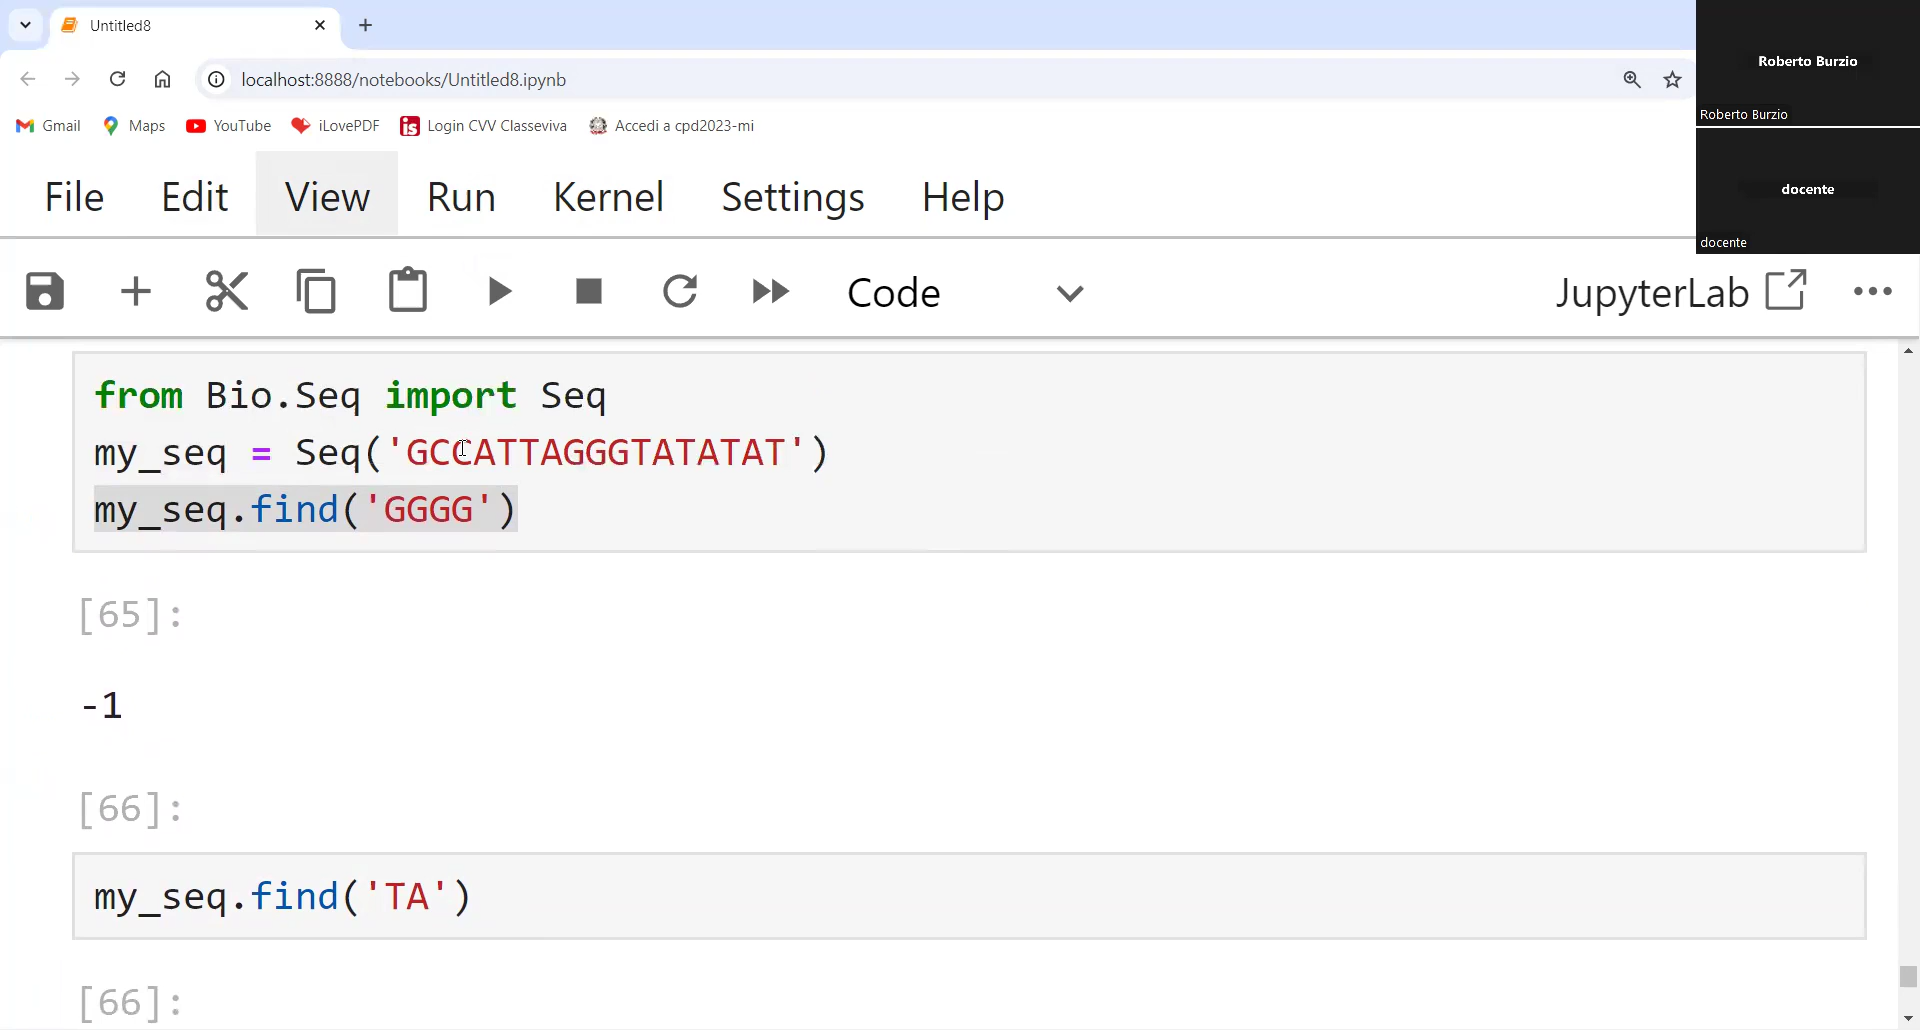 Untitled8
localhost:8888/notebooks/Untitled8.ipynb
Gmail Maps YouTube iLovePDF Login CVV Classeviva Accedi a cpd2023-mi
Roberto Burzio
Roberto Burzio
docente
docente
File Edit View Run Kernel Settings Help
Code JupyterLab
from Bio.Seq import Seq
my_seq = Seq('GCCATTAGGGTATATAT')
my_seq.find('GGGG')
[65]:
-1
[66]:
my_seq.find('TA')
[66]: